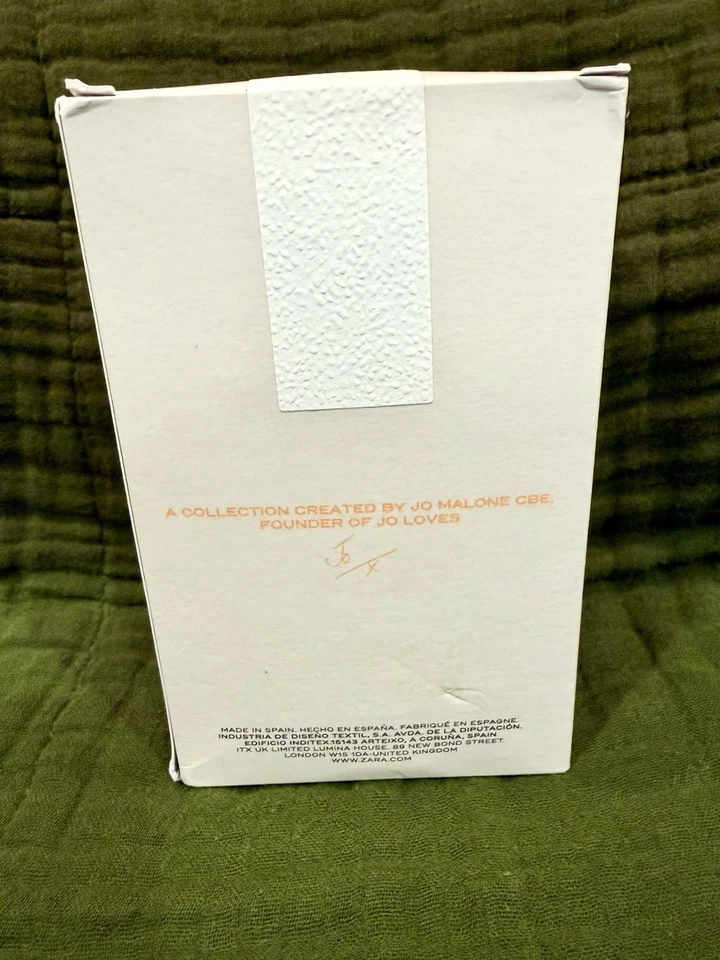 A COLLECTION CREATED BY JO MALONE CBE,
FOUNDER OF JO LOVES
Jo
x
MADE IN SPAIN. HECHO EN ESPAÑA. FABRIQUÉ EN ESPAGNE.
INDUSTRIA DE DISEÑO TEXTIL, S.A. AVDA. DE LA DIPUTACIÓN.
EDIFICIO INDITEX.15143 ARTEIXO, A CORUÑA, SPAIN
ITX UK LIMITED LUMINA HOUSE. 89 NEW BOND STREET.
LONDON W1S 1DA-UNITED KINGDOM
WWW.ZARA.COM